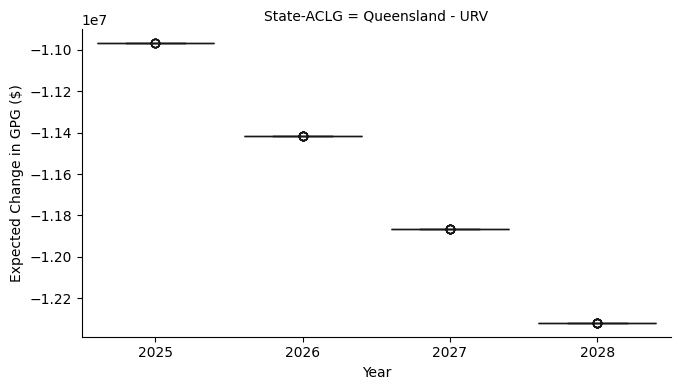 State-ACLG = Queensland - URV
1e7
−1.10
−1.12
−1.14
−1.16
−1.18
−1.20
−1.22
Expected Change in GPG ($)
2025 2026 2027 2028
Year